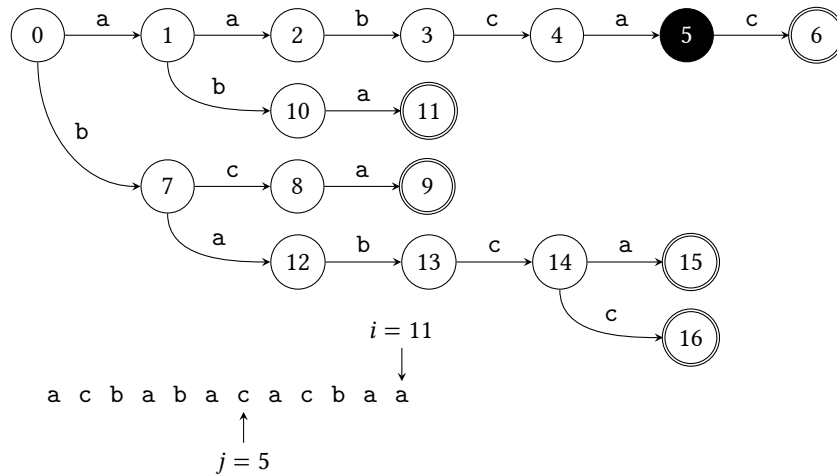 a a b c a c
0 1 2 3 4 5 6
b a
10 11
b
c a
7 8 9
a b c a
12 13 14 15
c
i = 11 16
a c b a b a c a c b a a
j = 5